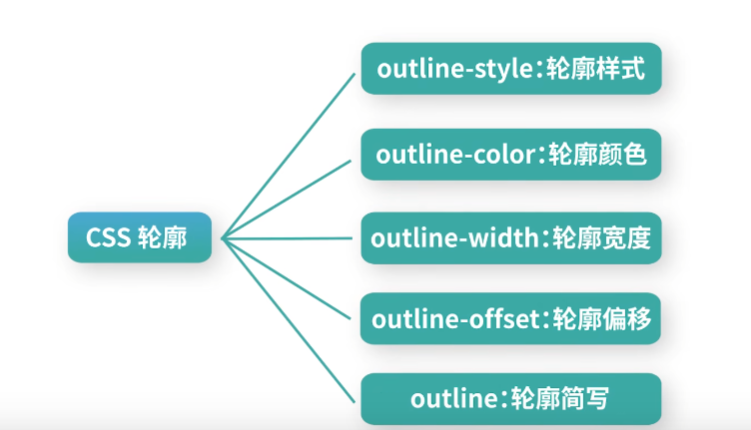 CSS 轮廓
outline-style：轮廓样式
outline-color：轮廓颜色
outline-width：轮廓宽度
outline-offset：轮廓偏移
outline：轮廓简写